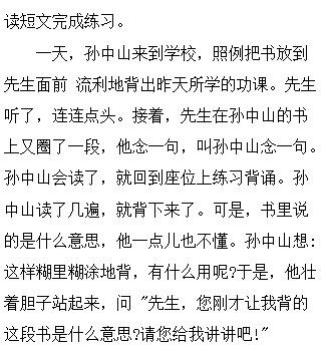 读短文完成练习。
一天，孙中山来到学校，照例把书放到
先生面前 流利地背出昨天所学的功课。先生
听了，连连点头。接着，先生在孙中山的书
上又圈了一段，他念一句，叫孙中山念一句。
孙中山会读了，就回到座位上练习背诵。孙
中山读了几遍，就背下来了。可是，书里说
的是什么意思，他一点儿也不懂。孙中山想:
这样糊里糊涂地背，有什么用呢?于是，他壮
着胆子站起来，问 "先生，您刚才让我背的
这段书是什么意思?请您给我讲讲吧!"